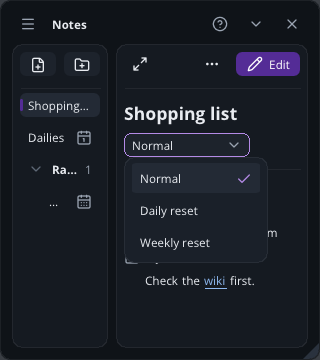 Notes
Edit
Shopping...
Dailies
Ra... 1
...
Shopping list
Normal
Normal
Daily reset
Weekly reset
Check the wiki first.